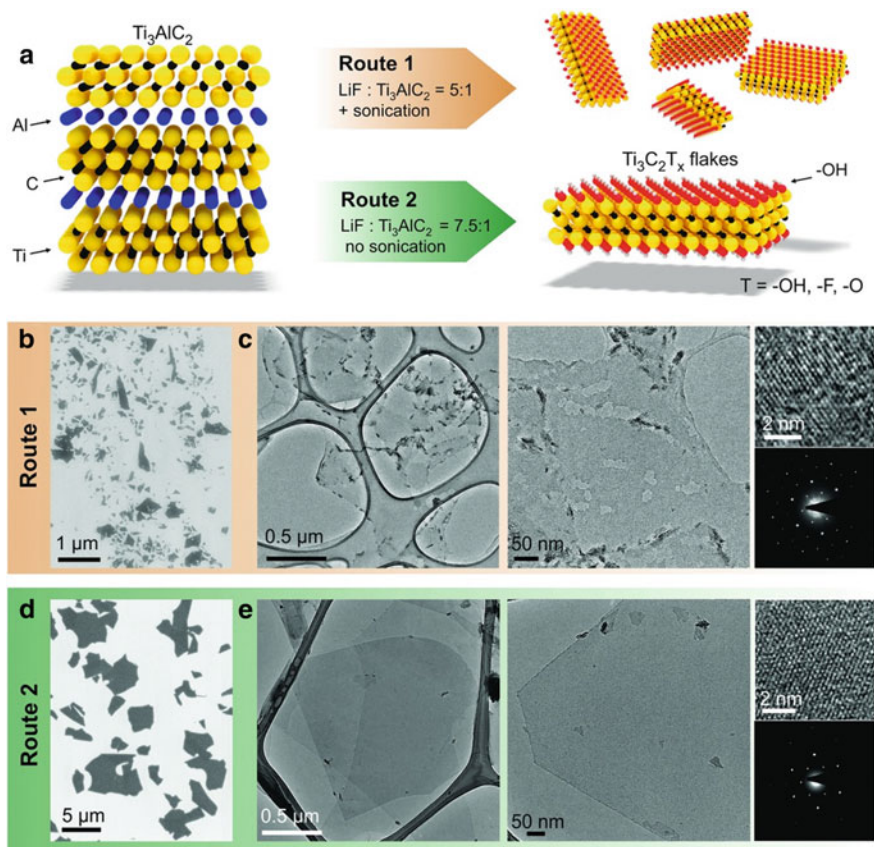 a
Ti₃AlC₂
Al
C
Ti
Route 1
LiF : Ti₃AlC₂ = 5:1
+ sonication
Route 2
LiF : Ti₃AlC₂ = 7.5:1
no sonication
Ti₃C₂Tₓ flakes
-OH
T = -OH, -F, -O
Route 1
b
1 µm
c
0.5 µm
50 nm
2 nm
Route 2
d
5 µm
e
0.5 µm
50 nm
2 nm